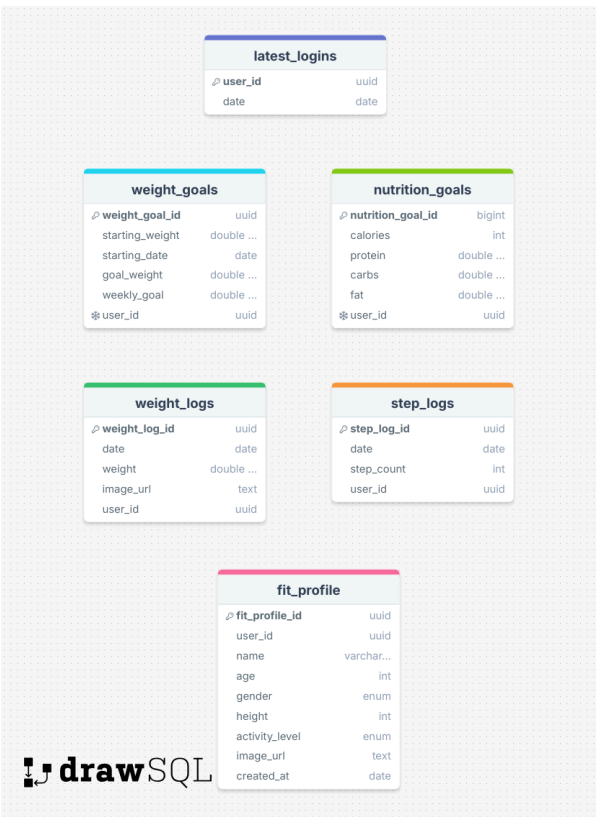 latest_logins
user_id uuid
date date
weight_goals
weight_goal_id uuid
starting_weight double ...
starting_date date
goal_weight double ...
weekly_goal double ...
user_id uuid
nutrition_goals
nutrition_goal_id bigint
calories int
protein double ...
carbs double ...
fat double ...
user_id uuid
weight_logs
weight_log_id uuid
date date
weight double ...
image_url text
user_id uuid
step_logs
step_log_id uuid
date date
step_count int
user_id uuid
fit_profile
fit_profile_id uuid
user_id uuid
name varchar...
age int
gender enum
height int
activity_level enum
image_url text
created_at date
drawSQL